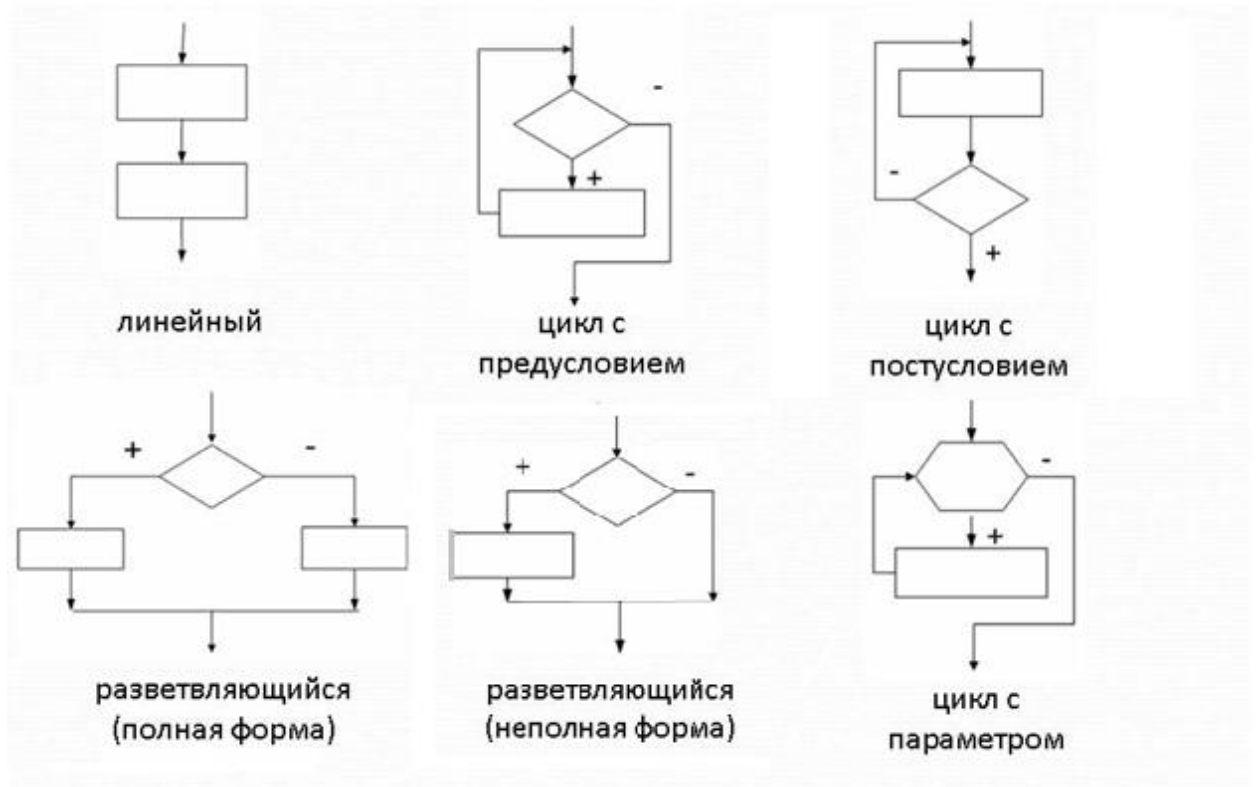 -
+
линейный
цикл с
предусловием
-
+
цикл с
постусловием
+ -
разветвляющийся
(полная форма)
+ -
разветвляющийся
(неполная форма)
-
+
цикл с
параметром